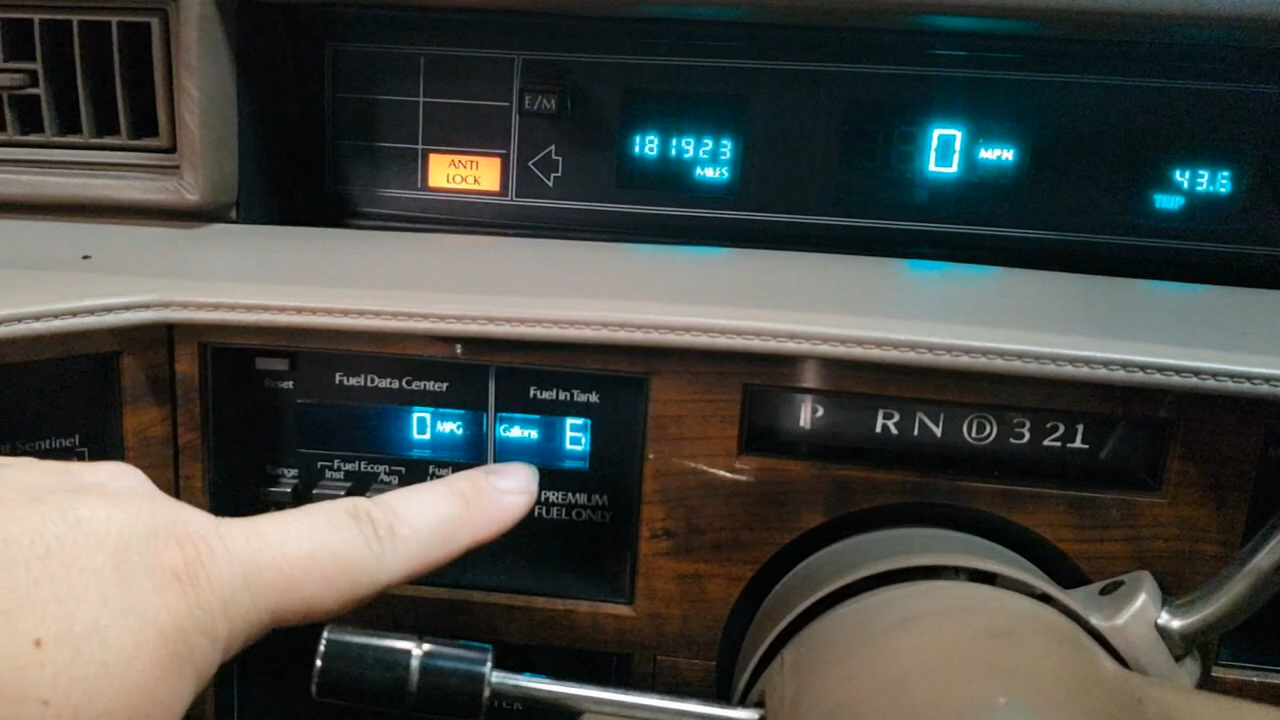 E/M
ANTI
LOCK
181923
MILES
0 MPH
43.6
TRIP
Reset
Fuel Data Center
Fuel In Tank
0 MPG
Gallons 6
Sentinel
Range
Fuel Econ
Inst
Avg
Fuel
PREMIUM
FUEL ONLY
P R N D 3 2 1